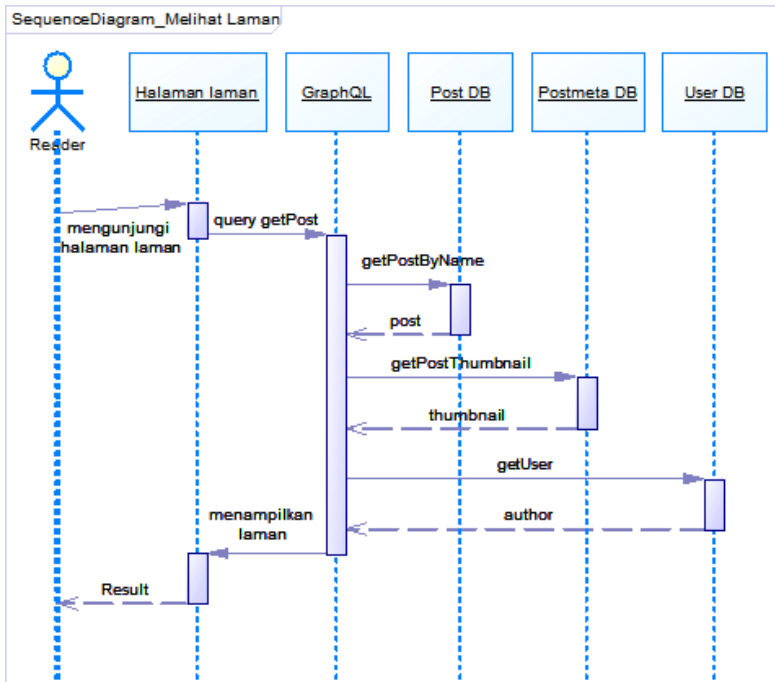 SequenceDiagram_Melihat Laman
Halaman laman
GraphQL
Post DB
Postmeta DB
User DB
Reader
mengunjungi
halaman laman
query getPost
getPostByName
post
getPostThumbnail
thumbnail
getUser
author
menampilkan
laman
Result